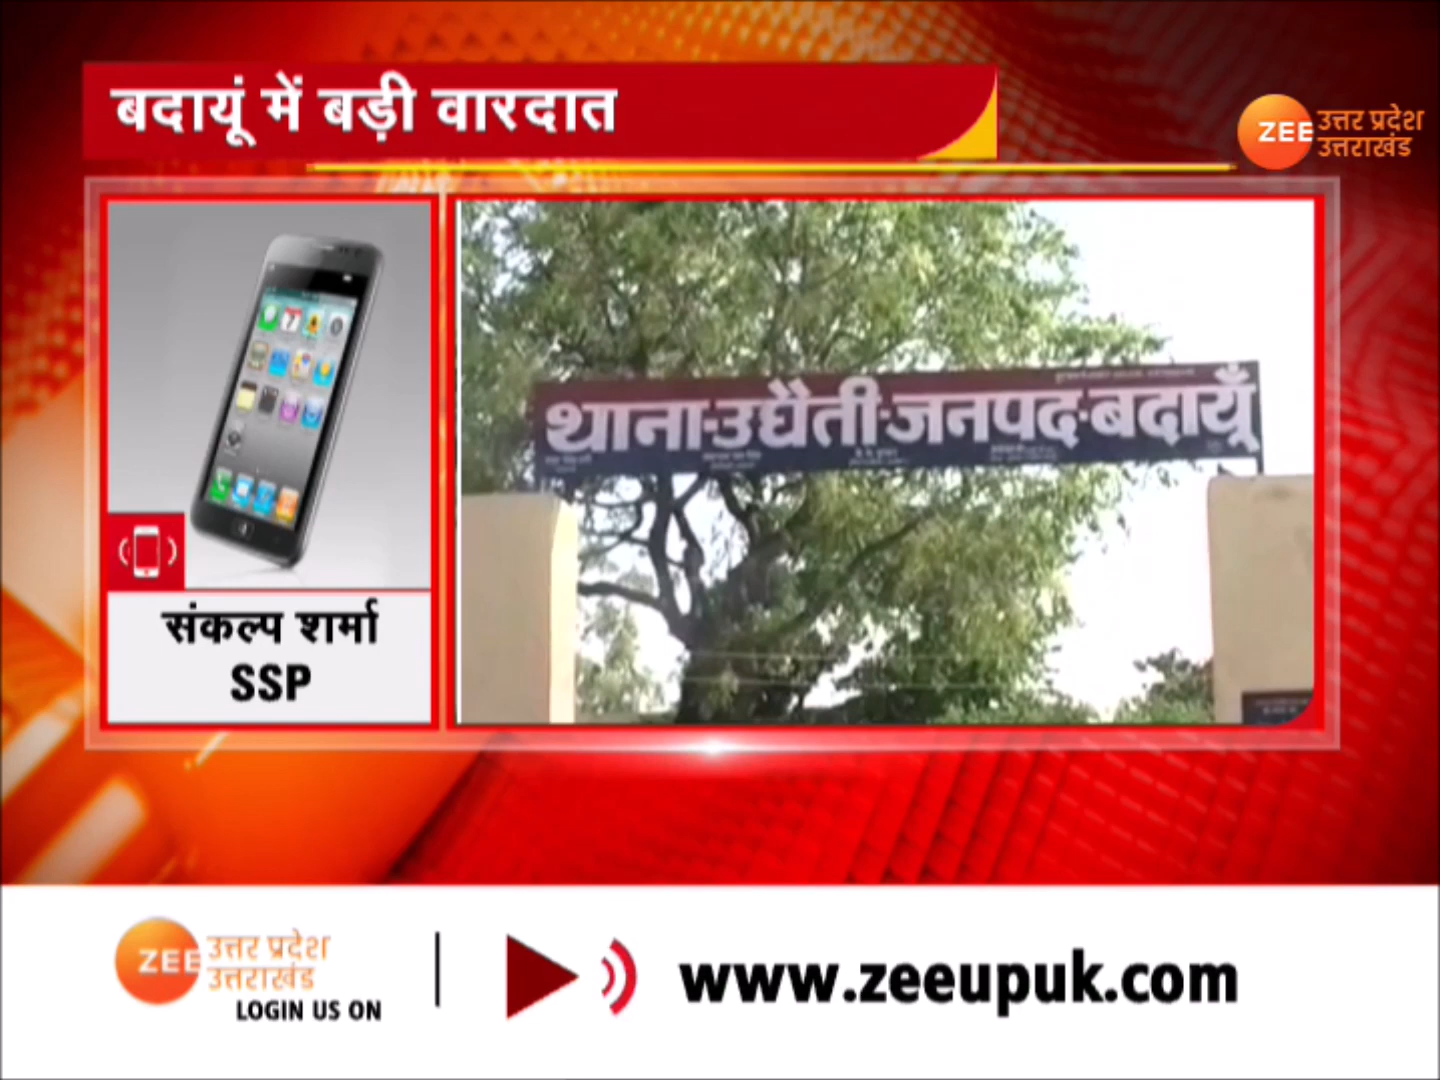 बदायूं में बड़ी वारदात
ZEE उत्तर प्रदेश
उत्तराखंड
थाना-उघैती-जनपद-बदायूँ
संकल्प शर्मा
SSP
ZEE उत्तर प्रदेश
उत्तराखंड
LOGIN US ON
www.zeeupuk.com